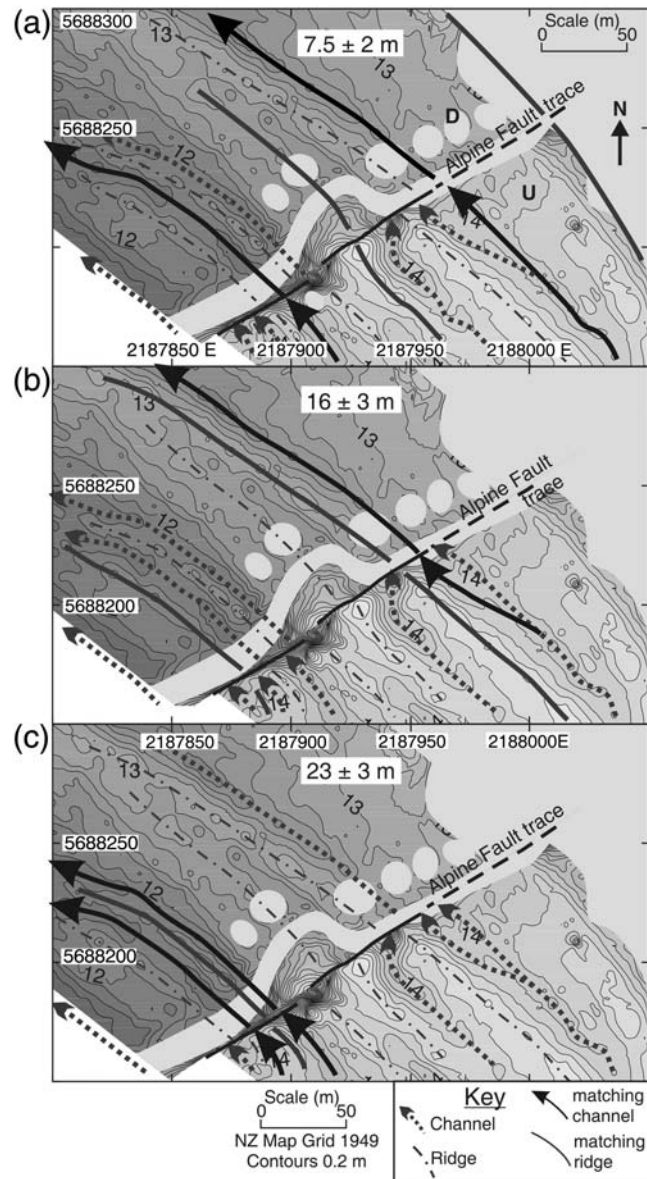 (a)
5688300
13
7.5 ± 2 m
13
Scale (m)
0 50
D
Alpine Fault trace
N
5688250
12
U
14
12
14
2187850 E 2187900 2187950 2188000 E
(b)
13
16 ± 3 m
13
5688250
12
Alpine Fault
trace
14
5688200
14
14
(c)
2187850 2187900 2187950 2188000E
13
23 ± 3 m
13
5688250
12
Alpine Fault trace
5688200
12
14
14
14
Scale (m)
0 50
NZ Map Grid 1949
Contours 0.2 m
Key
Channel
Ridge
matching
channel
matching
ridge